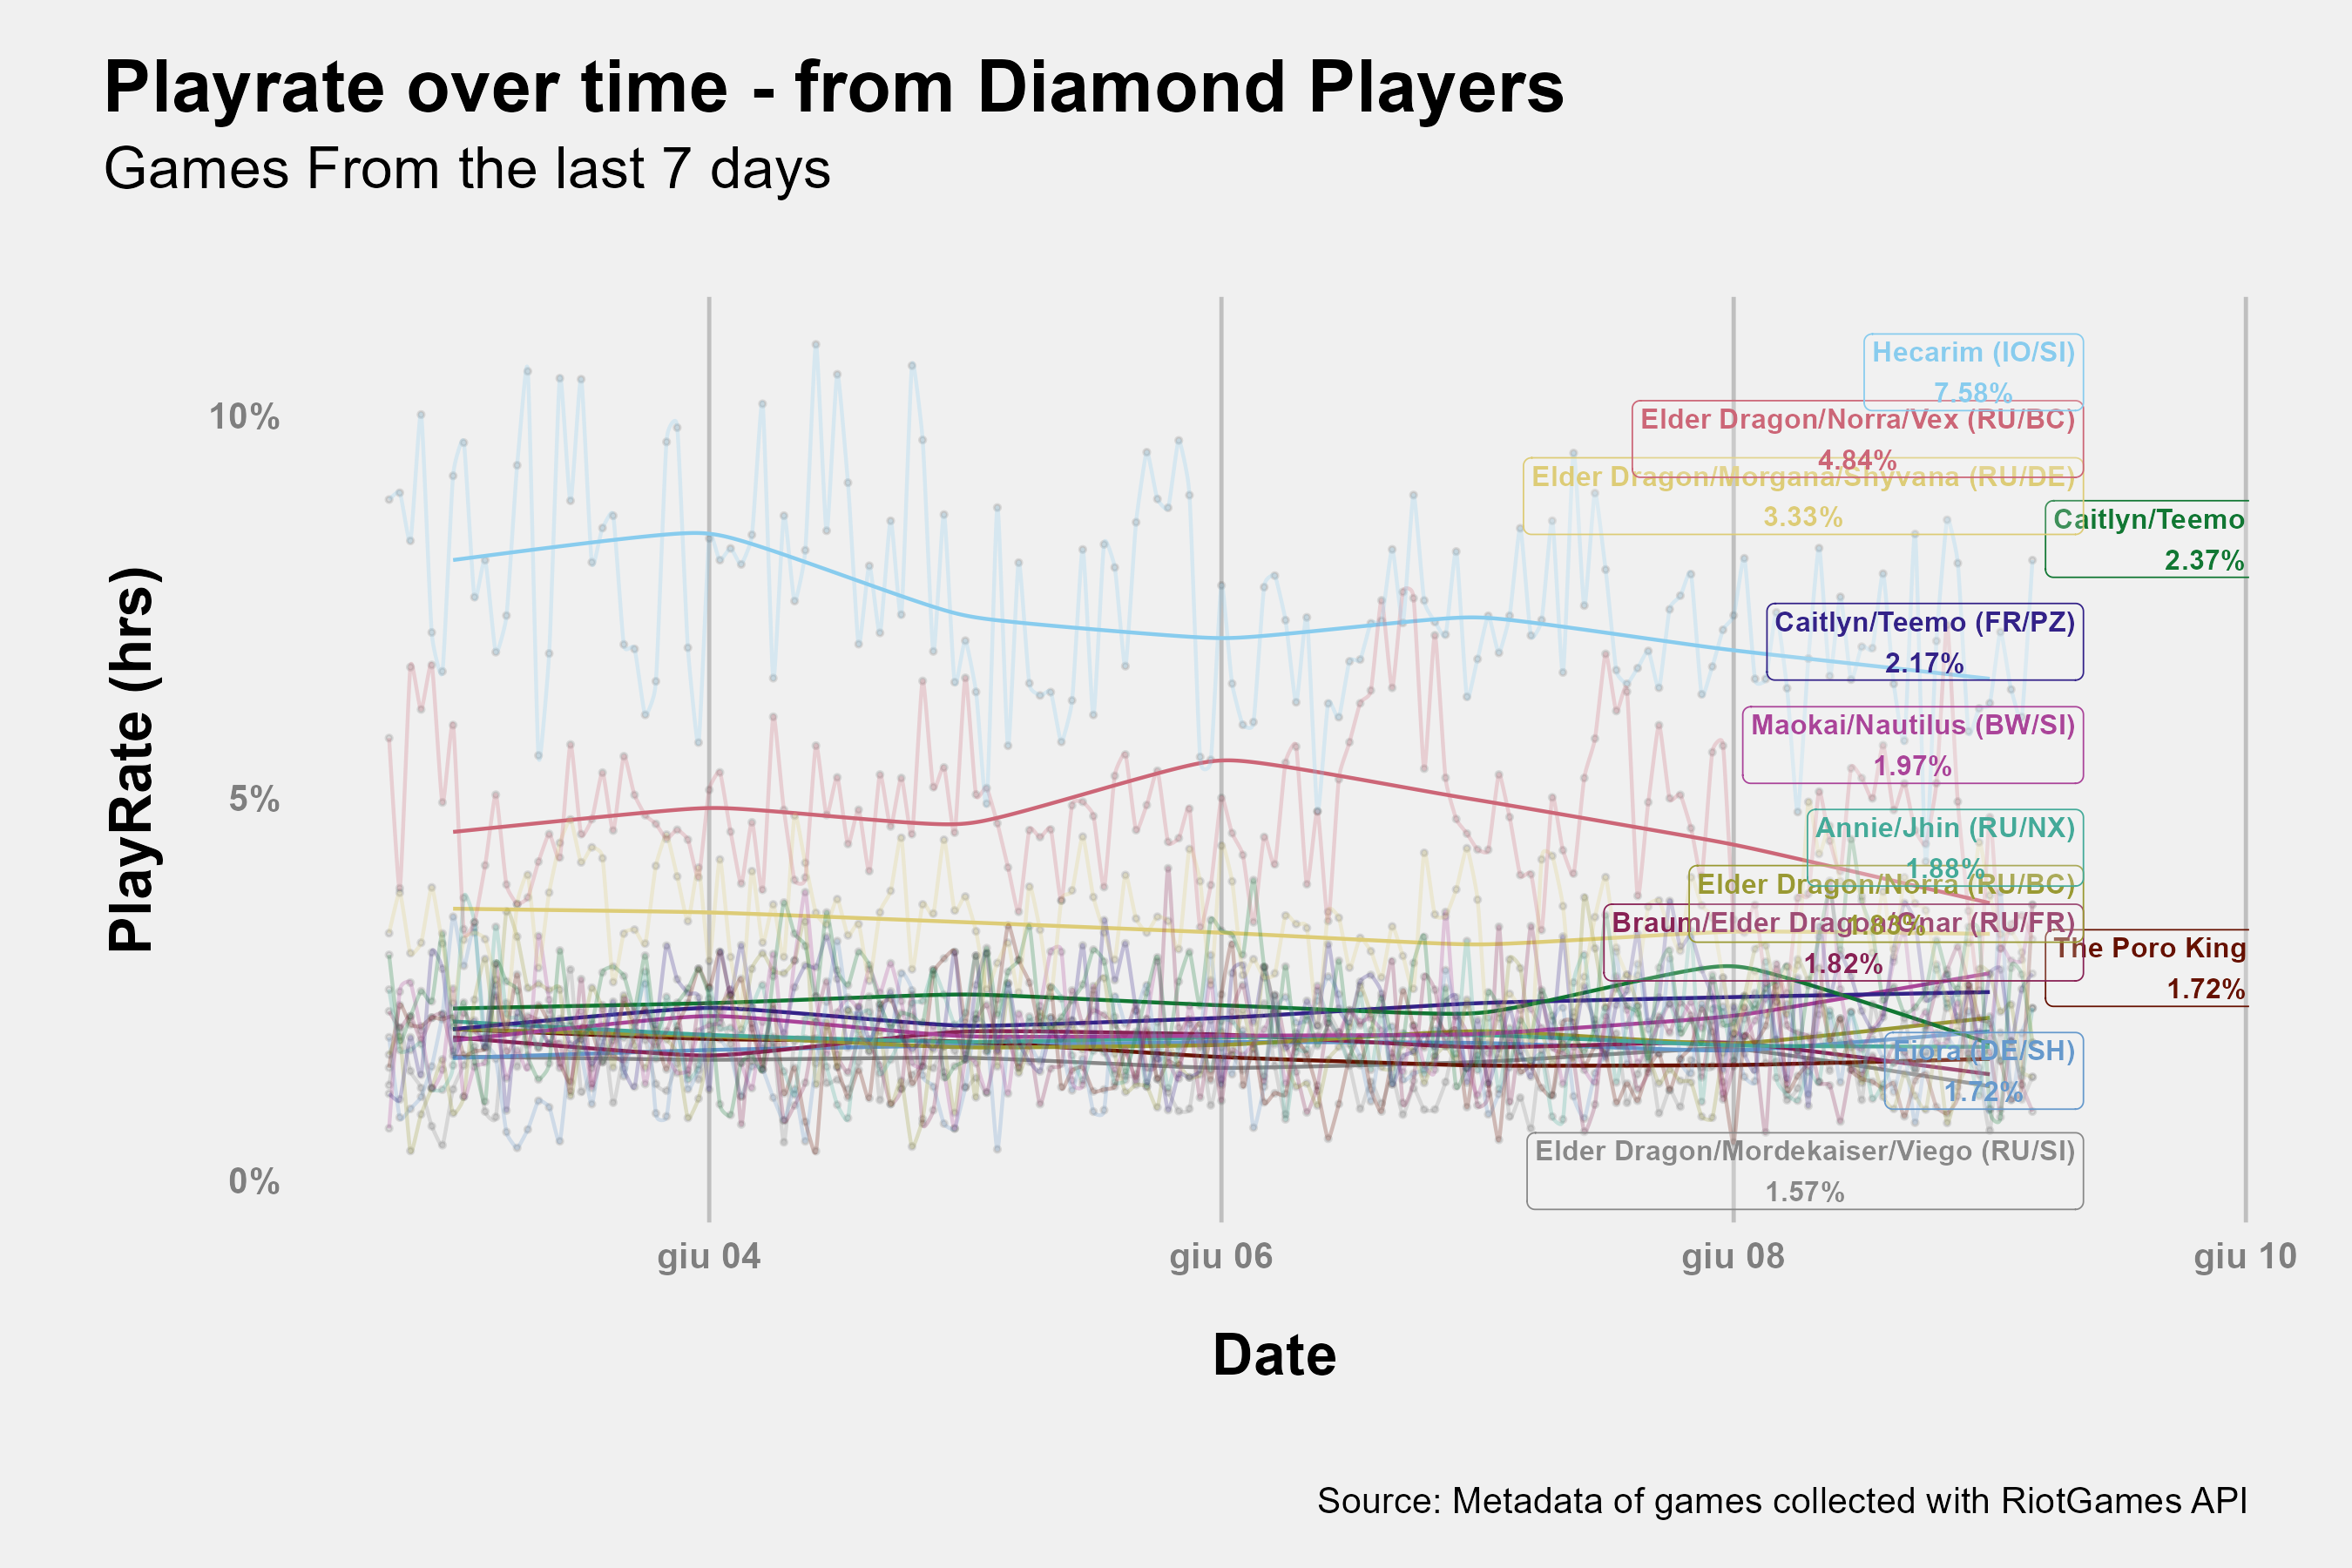 Playrate over time - from Diamond Players
Games From the last 7 days
PlayRate (hrs)
10%
5%
0%
Hecarim (IO/SI)
7.58%
Elder Dragon/Norra/Vex (RU/BC)
4.84%
Elder Dragon/Morgana/Shyvana (RU/DE)
3.33%
Caitlyn/Teemo
2.37%
Caitlyn/Teemo (FR/PZ)
2.17%
Maokai/Nautilus (BW/SI)
1.97%
Annie/Jhin (RU/NX)
1.88%
Elder Dragon/Norra (RU/BC)
1.83%
Braum/Elder Dragon/Gnar (RU/FR)
1.82%
The Poro King
1.72%
Fiora (DE/SH)
1.72%
Elder Dragon/Mordekaiser/Viego (RU/SI)
1.57%
giu 04
giu 06
giu 08
giu 10
Date
Source: Metadata of games collected with RiotGames API